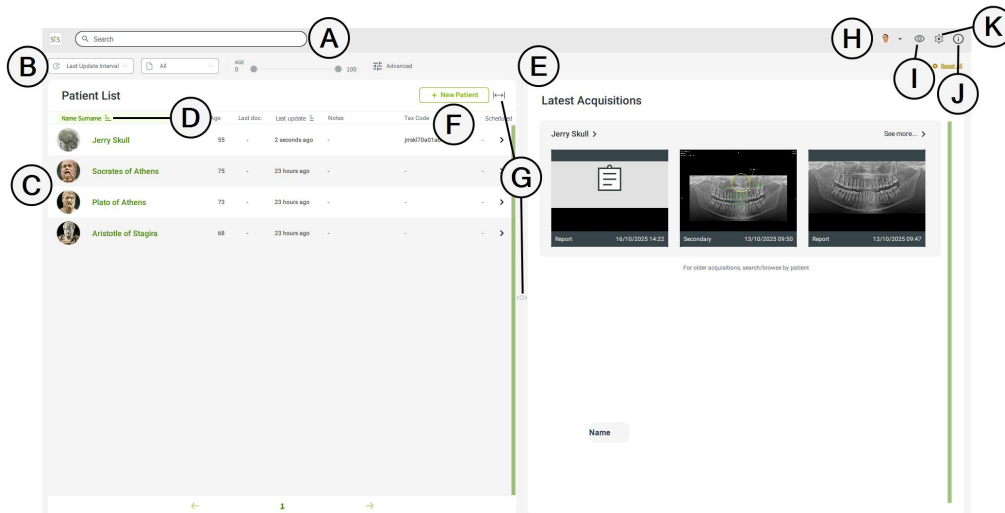 A
K
H
sts
Search
B
Last Update Interval
All
AGE
0
100
Advanced
E
Reset all
I
J
Patient List
+ New Patient
Latest Acquisitions
Name Surname
D
Age
Last doc.
Last update
Notes
Tax Code
F
Scheduled
Jerry Skull
55
-
2 seconds ago
-
-
Jerry Skull
See more...
C
Socrates of Athens
75
-
23 hours ago
-
G
Plato of Athens
73
-
23 hours ago
-
-
-
Aristotle of Stagira
68
-
23 hours ago
-
-
-
Report 16/10/2025 14:22
Secondary 13/10/2025 09:50
Report 13/10/2025 09:47
For older acquisitions, search/browse by patient
Name
1